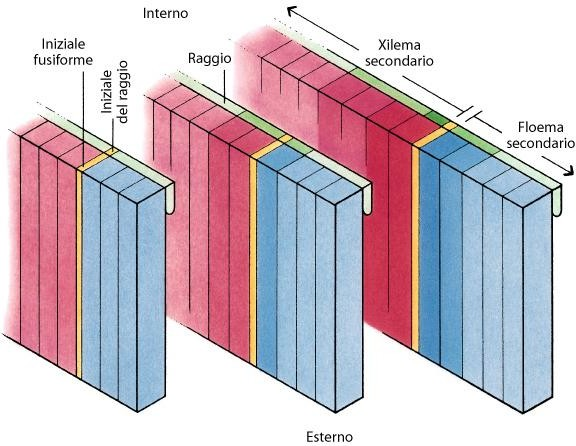 Interno
Xilema
secondario
Iniziale
fusiforme
Iniziale
del raggio
Raggio
Floema
secondario
Esterno